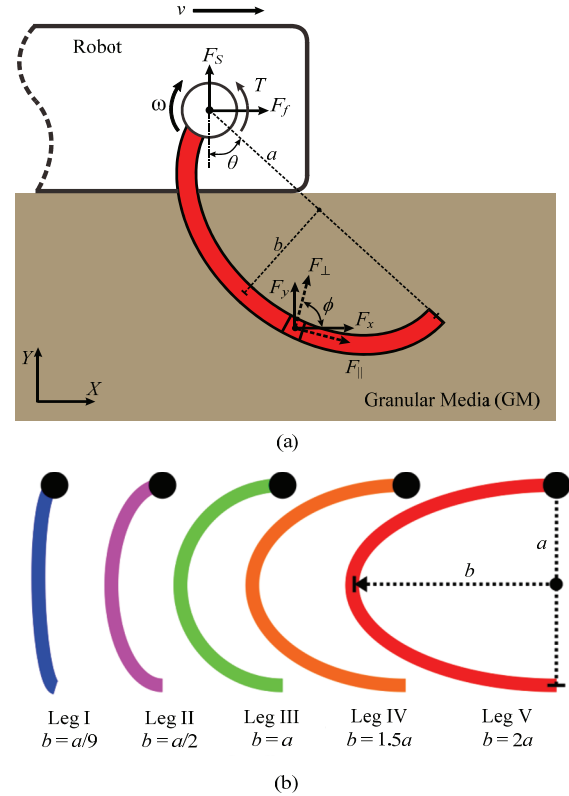 v
Robot
F_S
ω
T
F_f
θ
a
b
F_⊥
F_y
ϕ
F_x
F_∥
Y
X
Granular Media (GM)
(a)
a
b
Leg I Leg II Leg III Leg IV Leg V
b = a/9 b = a/2 b = a b = 1.5a b = 2a
(b)